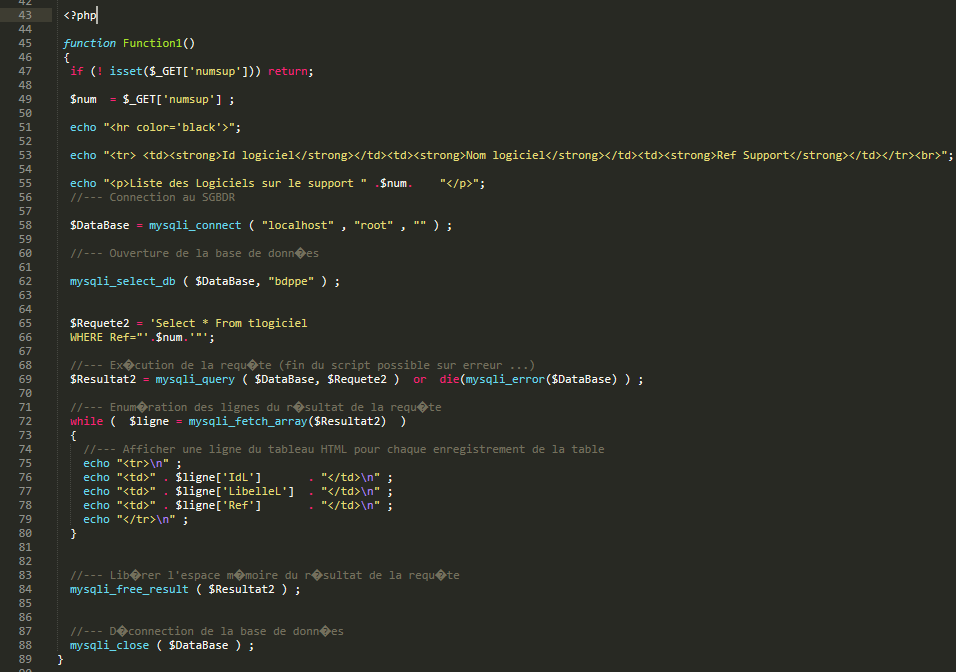 42
43 <?php
44
45 function Function1()
46 {
47 if (! isset($_GET['numsup'])) return;
48
49 $num = $_GET['numsup'] ;
50
51 echo "<hr color='black'>";
52
53 echo "<tr> <td><strong>Id logiciel</strong></td><td><strong>Nom logiciel</strong></td><td><strong>Ref Support</strong></td></tr><br>";
54
55 echo "<p>Liste des Logiciels sur le support " .$num. "</p>";
56 //--- Connection au SGBDR
57
58 $DataBase = mysqli_connect ( "localhost" , "root" , "" ) ;
59
60 //--- Ouverture de la base de donn�es
61
62 mysqli_select_db ( $DataBase, "bdppe" ) ;
63
64
65 $Requete2 = 'Select * From tlogiciel
66 WHERE Ref="'.$num.'"';
67
68 //--- Ex�cution de la requ�te (fin du script possible sur erreur ...)
69 $Resultat2 = mysqli_query ( $DataBase, $Requete2 ) or die(mysqli_error($DataBase) ) ;
70
71 //--- Enum�ration des lignes du r�sultat de la requ�te
72 while ( $ligne = mysqli_fetch_array($Resultat2) )
73 {
74 //--- Afficher une ligne du tableau HTML pour chaque enregistrement de la table
75 echo "<tr>\n" ;
76 echo "<td>" . $ligne['IdL'] . "</td>\n" ;
77 echo "<td>" . $ligne['LibelleL'] . "</td>\n" ;
78 echo "<td>" . $ligne['Ref'] . "</td>\n" ;
79 echo "</tr>\n" ;
80 }
81
82
83 //--- Lib�rer l'espace m�moire du r�sultat de la requ�te
84 mysqli_free_result ( $Resultat2 ) ;
85
86
87 //--- D�connection de la base de donn�es
88 mysqli_close ( $DataBase ) ;
89 }